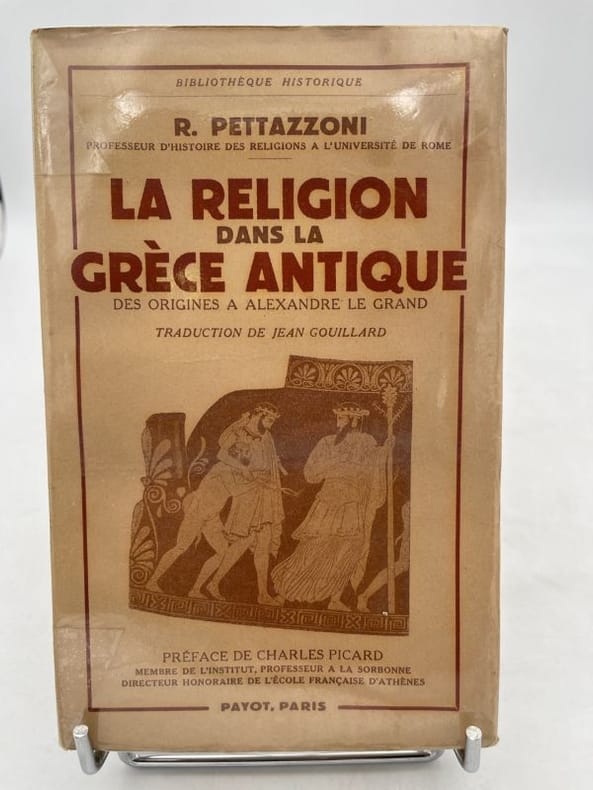 BIBLIOTHÈQUE HISTORIQUE
R. PETTAZZONI
PROFESSEUR D'HISTOIRE DES RELIGIONS A L'UNIVERSITÉ DE ROME
LA RELIGION
DANS LA
GRÈCE ANTIQUE
DES ORIGINES A ALEXANDRE LE GRAND
TRADUCTION DE JEAN GOUILLARD
PRÉFACE DE CHARLES PICARD
MEMBRE DE L'INSTITUT, PROFESSEUR A LA SORBONNE
DIRECTEUR HONORAIRE DE L'ÉCOLE FRANÇAISE D'ATHÈNES
PAYOT, PARIS